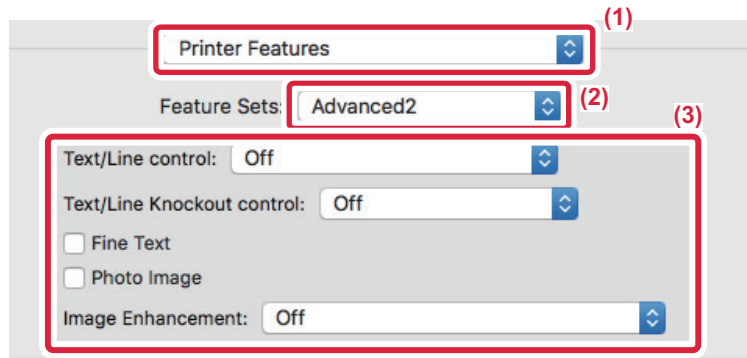 (1)
Printer Features
Feature Sets: Advanced2
(2)
(3)
Text/Line control: Off
Text/Line Knockout control: Off
Fine Text
Photo Image
Image Enhancement: Off